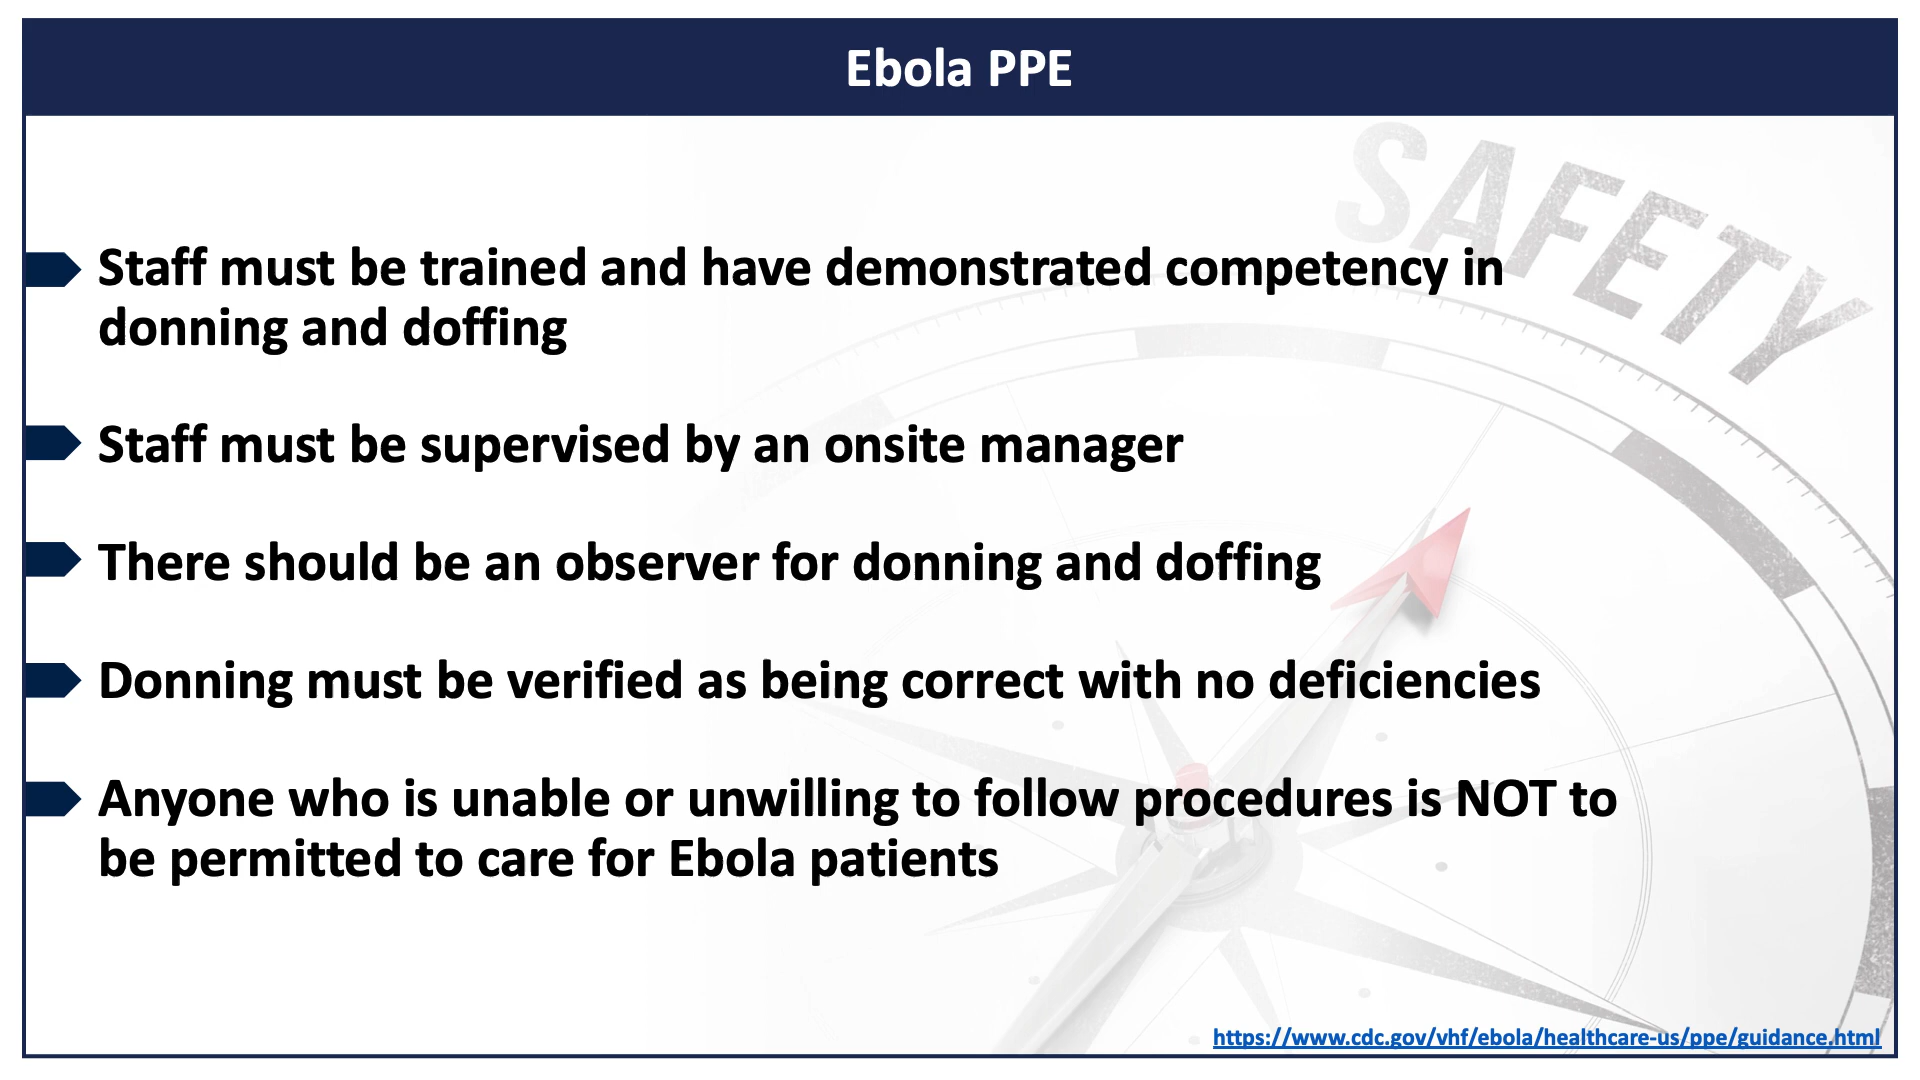 Ebola PPE
SAFETY
Staff must be trained and have demonstrated competency in
donning and doffing
Staff must be supervised by an onsite manager
There should be an observer for donning and doffing
Donning must be verified as being correct with no deficiencies
Anyone who is unable or unwilling to follow procedures is NOT to
be permitted to care for Ebola patients
https://www.cdc.gov/vhf/ebola/healthcare-us/ppe/guidance.html